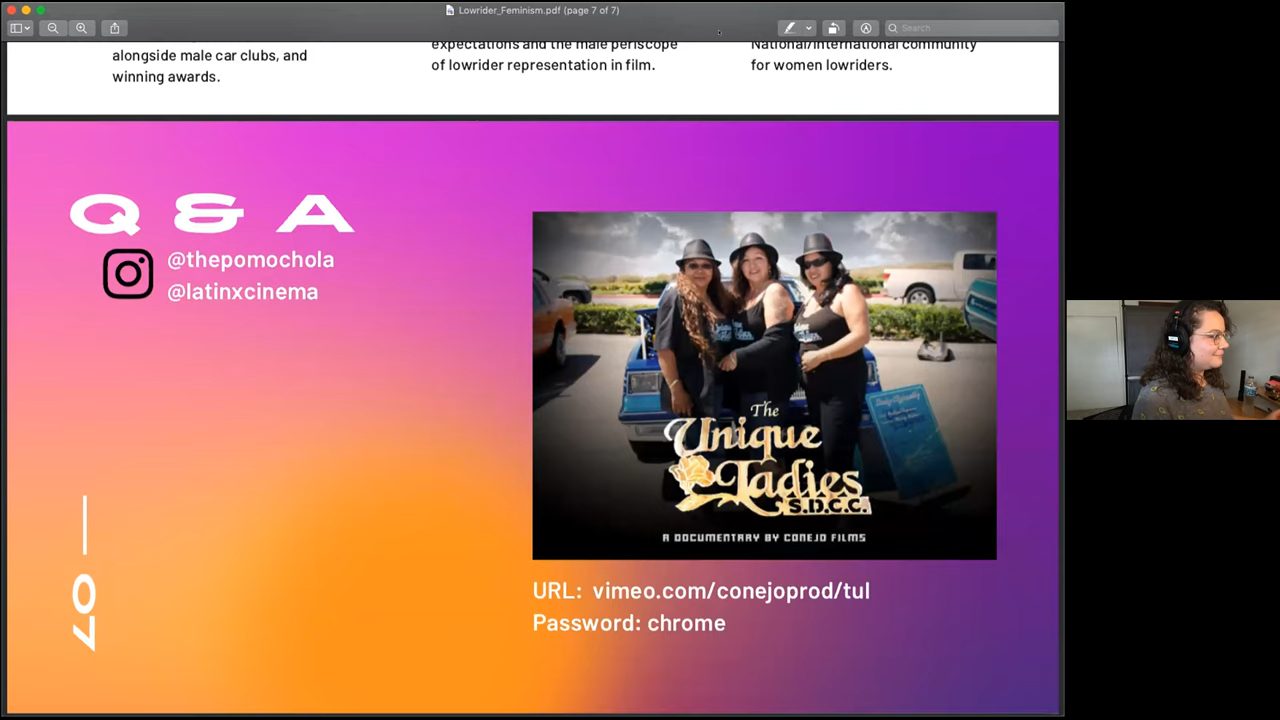 Lowrider_Feminism.pdf (page 7 of 7)
Search
alongside male car clubs, and
winning awards.
expectations and the male periscope
of lowrider representation in film.
National/international community
for women lowriders.
Q & A
@thepomochola
@latinxcinema
The
Unique
Ladies
S.D.C.C.
A DOCUMENTARY BY CONEJO FILMS
URL: vimeo.com/conejoprod/tul
Password: chrome
07